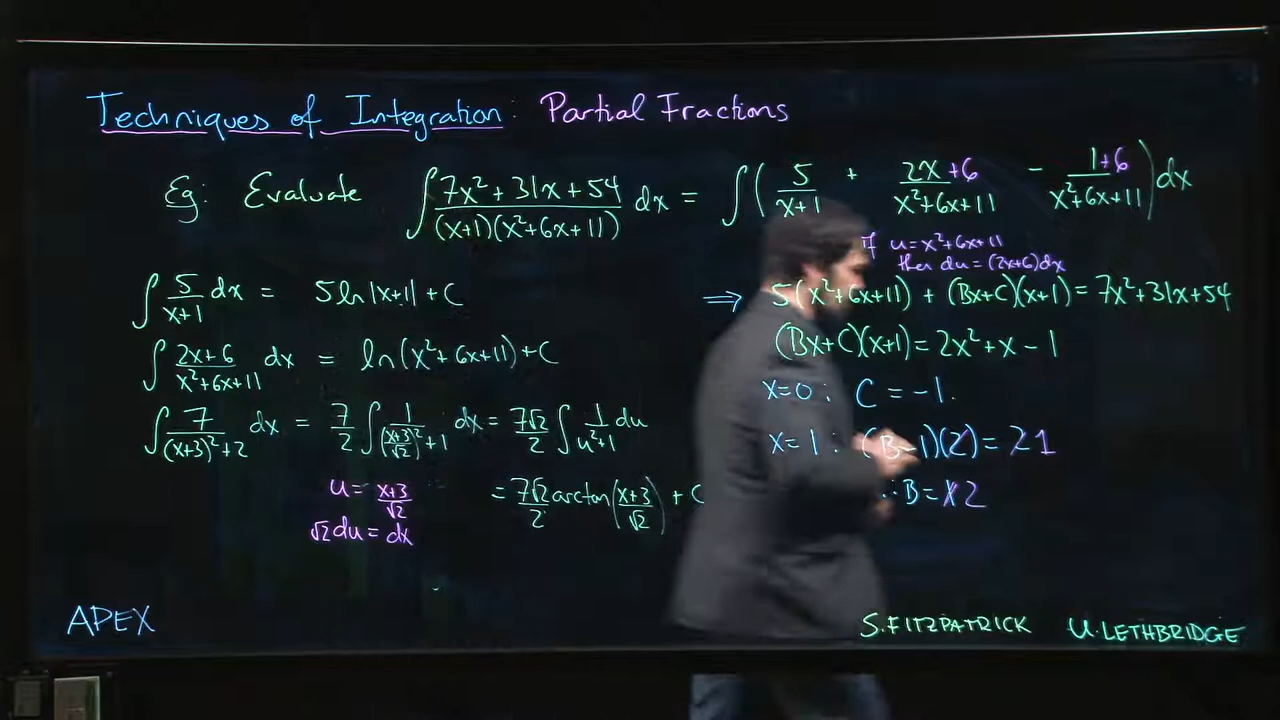 Techniques of Integration: Partial Fractions
Eg: Evaluate ∫ (7x²+31x+54)/((x+1)(x²+6x+11)) dx = ∫( 5/(x+1) + (2x+6)/(x²+6x+11) - (1+6)/(x²+6x+11) )dx
If u = x²+6x+11
then du = (2x+6)dx
∫ 5/(x+1) dx = 5 ln|x+1| + C
∫ (2x+6)/(x²+6x+11) dx = ln(x²+6x+11)+C
∫ 7/((x+3)²+2) dx = 7/2 ∫ 1/(((x+3)/√2)²+1) dx = 7√2/2 ∫ 1/(u²+1) du
u = (x+3)/√2
√2 du = dx
= 7√2/2 arctan((x+3)/√2) + C
⇒ 5(x²+6x+11) + (Bx+C)(x+1) = 7x²+31x+54
(Bx+C)(x+1) = 2x²+x-1
x=0: C = -1.
x=1: (B-1)(2) = 21
∴ B = 2
APEX
S.FITZPATRICK U.LETHBRIDGE